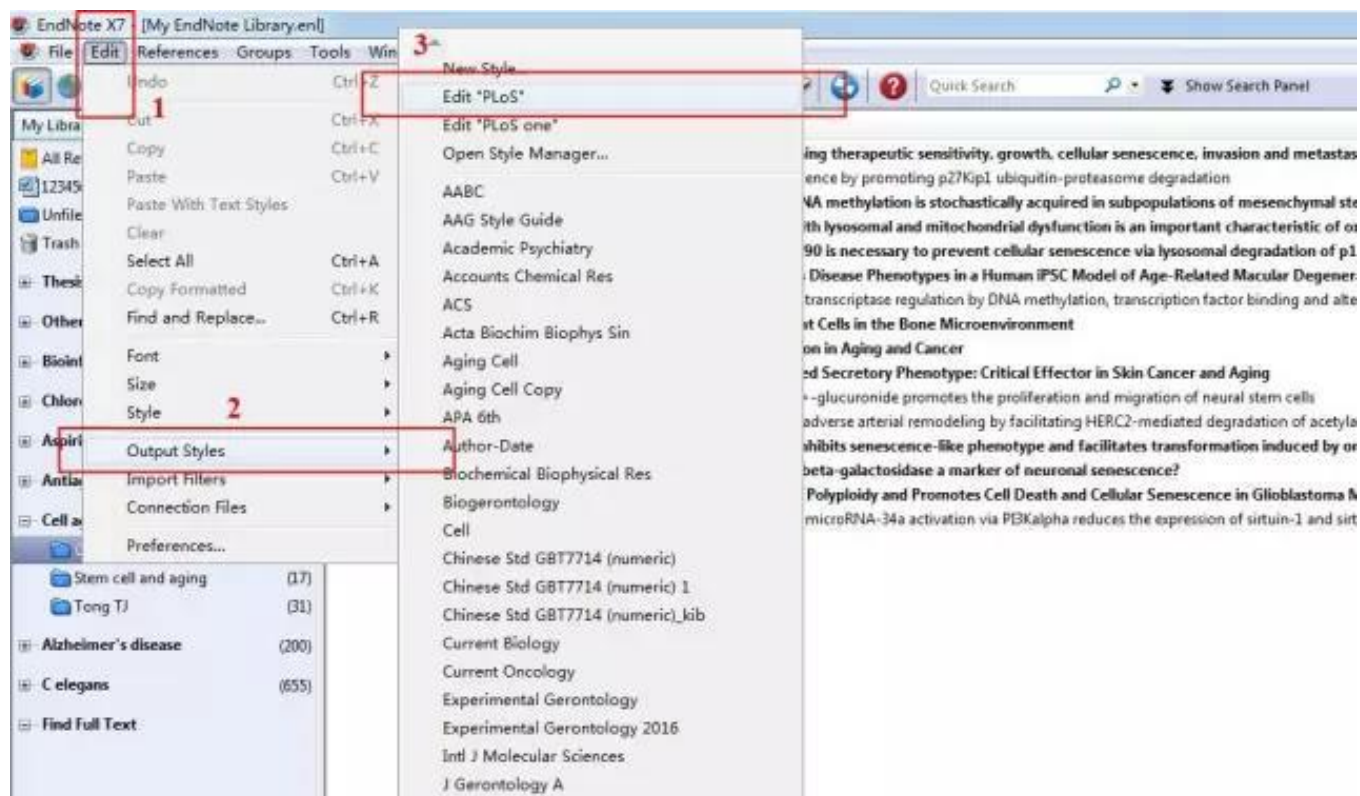 EndNote X7 - [My EndNote Library.enl]
File Edit References Groups Tools Win
3
New Style...
Edit "PLoS"
Edit "PLoS one"
Open Style Manager...
Quick Search
Show Search Panel
Undo Ctrl+Z
1
Cut Ctrl+X
Copy Ctrl+C
Paste Ctrl+V
Paste With Text Styles
Clear
Select All Ctrl+A
Copy Formatted Ctrl+K
Find and Replace... Ctrl+R
Font
Size
Style
2
Output Styles
Import Filters
Connection Files
Preferences...
My Libra
All Re
12345
Unfile
Trash
Thesi
Other
Bioin
Chlor
Aspiri
Antia
Cell a
Stem cell and aging (17)
Tong TJ (31)
Alzheimer's disease (200)
C elegans (655)
Find Full Text
AABC
AAG Style Guide
Academic Psychiatry
Accounts Chemical Res
ACS
Acta Biochim Biophys Sin
Aging Cell
Aging Cell Copy
APA 6th
Author-Date
Biochemical Biophysical Res
Biogerontology
Cell
Chinese Std GBT7714 (numeric)
Chinese Std GBT7714 (numeric) 1
Chinese Std GBT7714 (numeric)_kib
Current Biology
Current Oncology
Experimental Gerontology
Experimental Gerontology 2016
Intl J Molecular Sciences
J Gerontology A
ing therapeutic sensitivity, growth, cellular senescence, invasion and metastas
ence by promoting p27Kip1 ubiquitin-proteasome degradation
NA methylation is stochastically acquired in subpopulations of mesenchymal ste
th lysosomal and mitochondrial dysfunction is an important characteristic of ox
90 is necessary to prevent cellular senescence via lysosomal degradation of p1
Disease Phenotypes in a Human iPSC Model of Age-Related Macular Degener
transcriptase regulation by DNA methylation, transcription factor binding and alte
t Cells in the Bone Microenvironment
on in Aging and Cancer
ed Secretory Phenotype: Critical Effector in Skin Cancer and Aging
-glucuronide promotes the proliferation and migration of neural stem cells
adverse arterial remodeling by facilitating HERC2-mediated degradation of acetyla
nhibits senescence-like phenotype and facilitates transformation induced by on
beta-galactosidase a marker of neuronal senescence?
Polyploidy and Promotes Cell Death and Cellular Senescence in Glioblastoma M
microRNA-34a activation via PI3Kalpha reduces the expression of sirtuin-1 and sirt